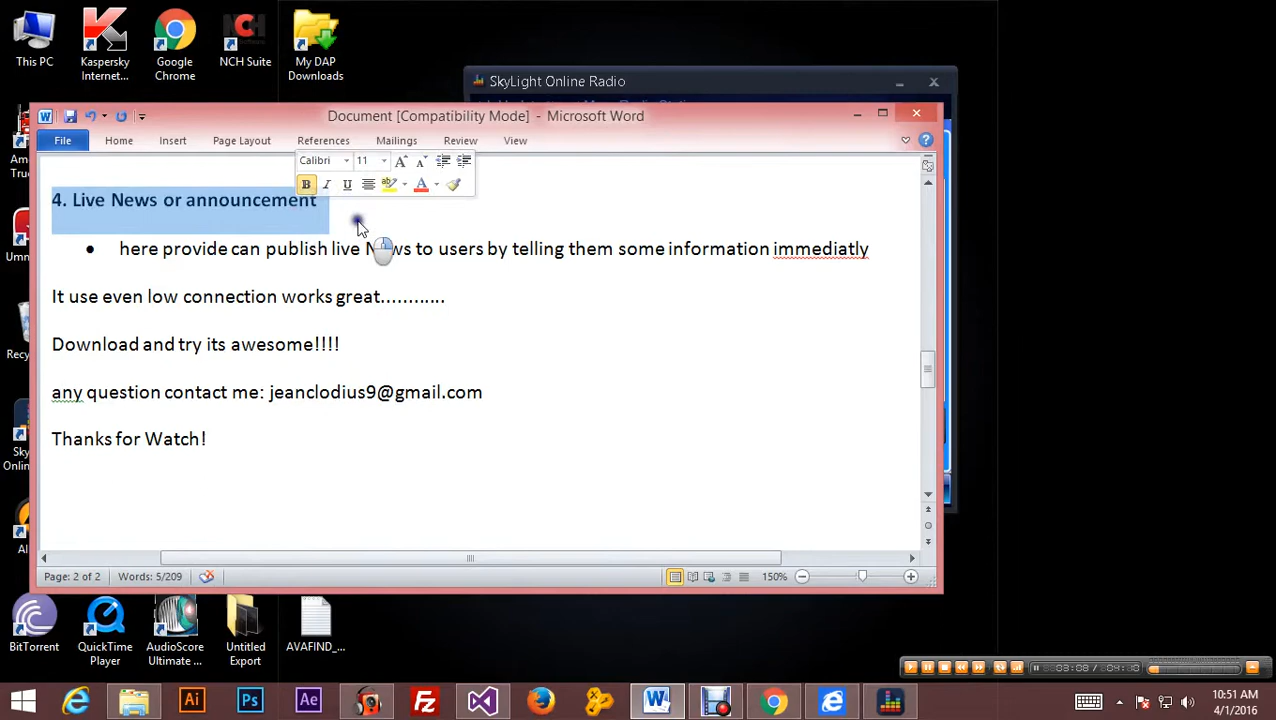 This PC
Kaspersky Internet...
Google Chrome
NCH Suite
My DAP Downloads
NCH
SkyLight Online Radio
Document [Compatibility Mode] - Microsoft Word
File Home Insert Page Layout References Mailings Review View
Calibri 11
4. Live News or announcement
• here provide can publish live News to users by telling them some information immediatly
It use even low connection works great............
Download and try its awesome!!!!
any question contact me: jeanclodius9@gmail.com
Thanks for Watch!
Page: 2 of 2 Words: 5/209 150%
BitTorrent
QuickTime Player
AudioScore Ultimate ...
Untitled Export
AVAFIND_...
10:51 AM
4/1/2016